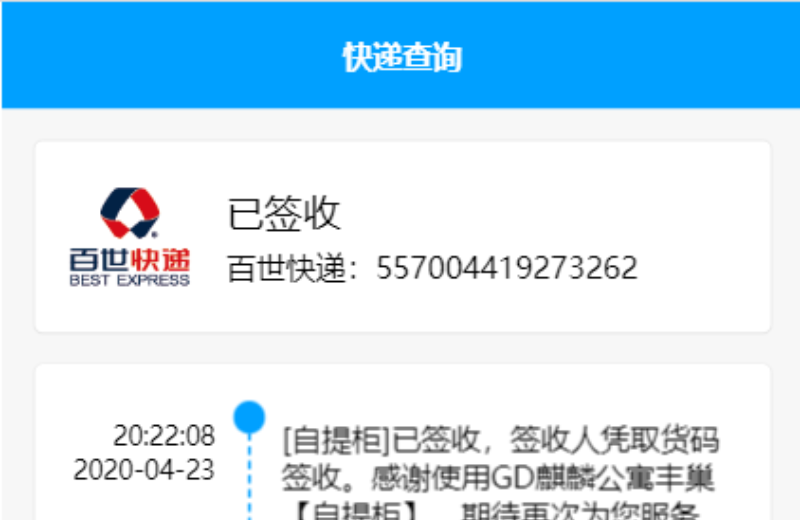 快递查询
百世快递
BEST EXPRESS
已签收
百世快递：557004419273262
20:22:08
2020-04-23
[自提柜]已签收，签收人凭取货码
签收。感谢使用GD麒麟公寓丰巢
【自提柜】，期待再次为您服务